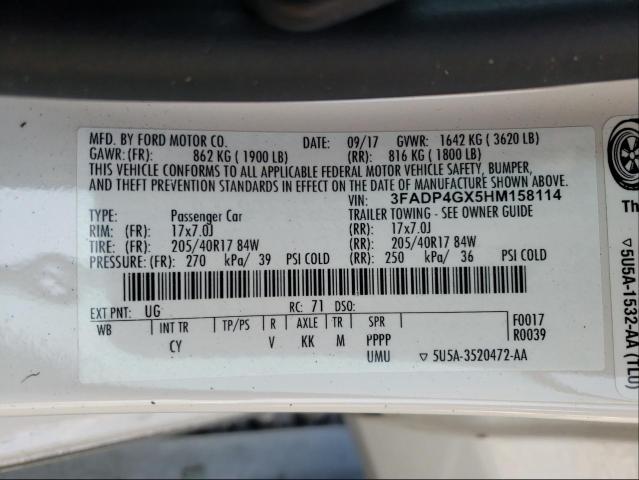 MFD. BY FORD MOTOR CO. DATE: 09/17 GVWR: 1642 KG ( 3620 LB)
GAWR: (FR): 862 KG ( 1900 LB) (RR): 816 KG ( 1800 LB)
THIS VEHICLE CONFORMS TO ALL APPLICABLE FEDERAL MOTOR VEHICLE SAFETY, BUMPER,
AND THEFT PREVENTION STANDARDS IN EFFECT ON THE DATE OF MANUFACTURE SHOWN ABOVE.
VIN: 3FADP4GX5HM158114
TYPE: Passenger Car TRAILER TOWING - SEE OWNER GUIDE
RIM: (FR): 17x7.0J (RR): 17x7.0J
TIRE: (FR): 205/40R17 84W (RR): 205/40R17 84W
PRESSURE: (FR): 270 kPa/ 39 PSI COLD (RR): 250 kPa/ 36 PSI COLD
EXT PNT: UG RC: 71 DSO: F0017
WB INT TR TP/PS R AXLE TR SPR R0039
CY V KK M PPPP
UMU ▽ 5U5A-3520472-AA
Th
▽ 5U5A-1532-AA (TLU)